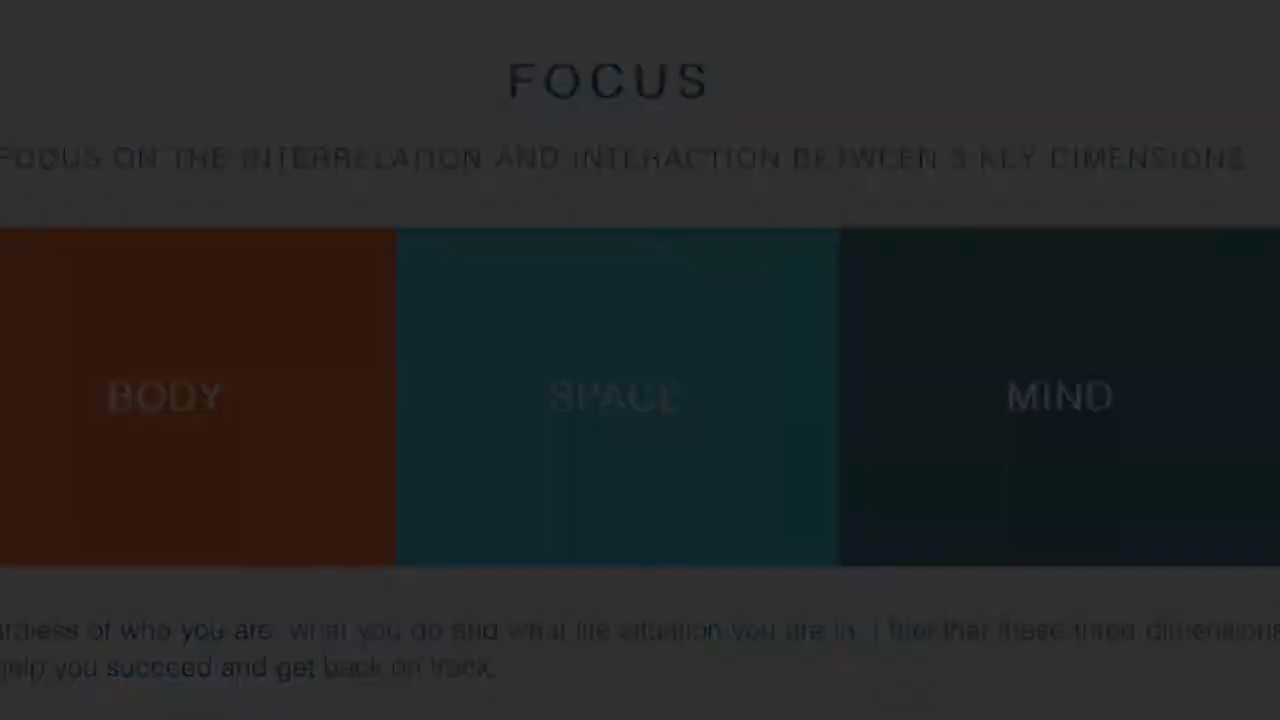 FOCUS
FOCUS ON THE INTERRELATION AND INTERACTION BETWEEN 3 KEY DIMENSIONS
BODY
SPACE
MIND
of who you are what you do and what life situation you are in. I feel that these three dimensions
help you succeed and get back on track.